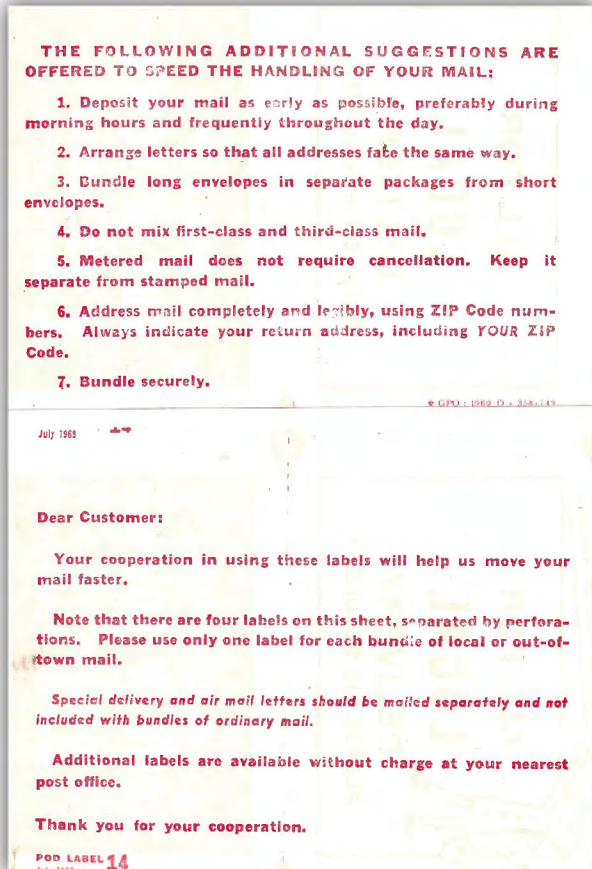 THE FOLLOWING ADDITIONAL SUGGESTIONS ARE
OFFERED TO SPEED THE HANDLING OF YOUR MAIL:
1. Deposit your mail as early as possible, preferably during
morning hours and frequently throughout the day.
2. Arrange letters so that all addresses face the same way.
3. Bundle long envelopes in separate packages from short
envelopes.
4. Do not mix first-class and third-class mail.
5. Metered mail does not require cancellation. Keep it
separate from stamped mail.
6. Address mail completely and legibly, using ZIP Code num-
bers. Always indicate your return address, including YOUR ZIP
Code.
7. Bundle securely.
GPO : 1969 O - 358-749
July 1969
Dear Customer:
Your cooperation in using these labels will help us move your
mail faster.
Note that there are four labels on this sheet, separated by perfora-
tions. Please use only one label for each bundle of local or out-of-
town mail.
Special delivery and air mail letters should be mailed separately and not
included with bundles of ordinary mail.
Additional labels are available without charge at your nearest
post office.
Thank you for your cooperation.
POD LABEL 14